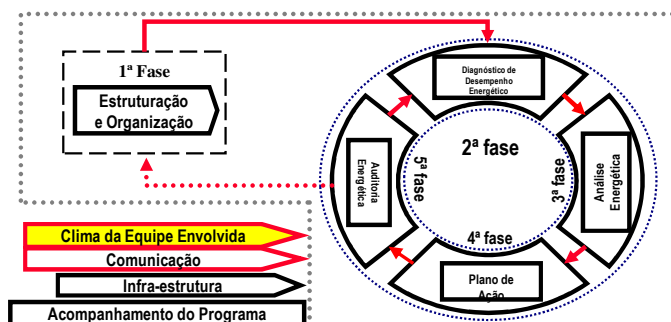 1ª Fase
Estruturação
e Organização
Diagnóstico de
Desempenho
Energético
2ª fase
Análise
Energética
3ª fase
4ª fase
Plano de
Ação
5ª fase
Auditoria
Energética
Clima da Equipe Envolvida
Comunicação
Infra-estrutura
Acompanhamento do Programa